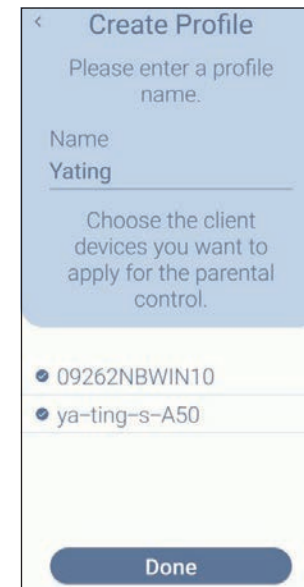 Create Profile
Please enter a profile
name.
Name
Yating
Choose the client
devices you want to
apply for the parental
control.
09262NBWIN10
ya-ting-s-A50
Done